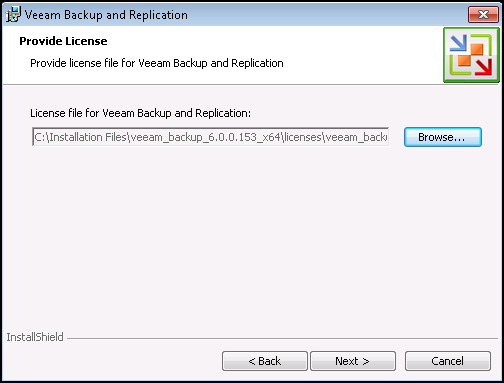 Veeam Backup and Replication
Provide License
Provide license file for Veeam Backup and Replication
License file for Veeam Backup and Replication:
C:\Installation Files\veeam_backup_6.0.0.153_x64\licenses\veeam_backu
Browse...
InstallShield
< Back
Next >
Cancel